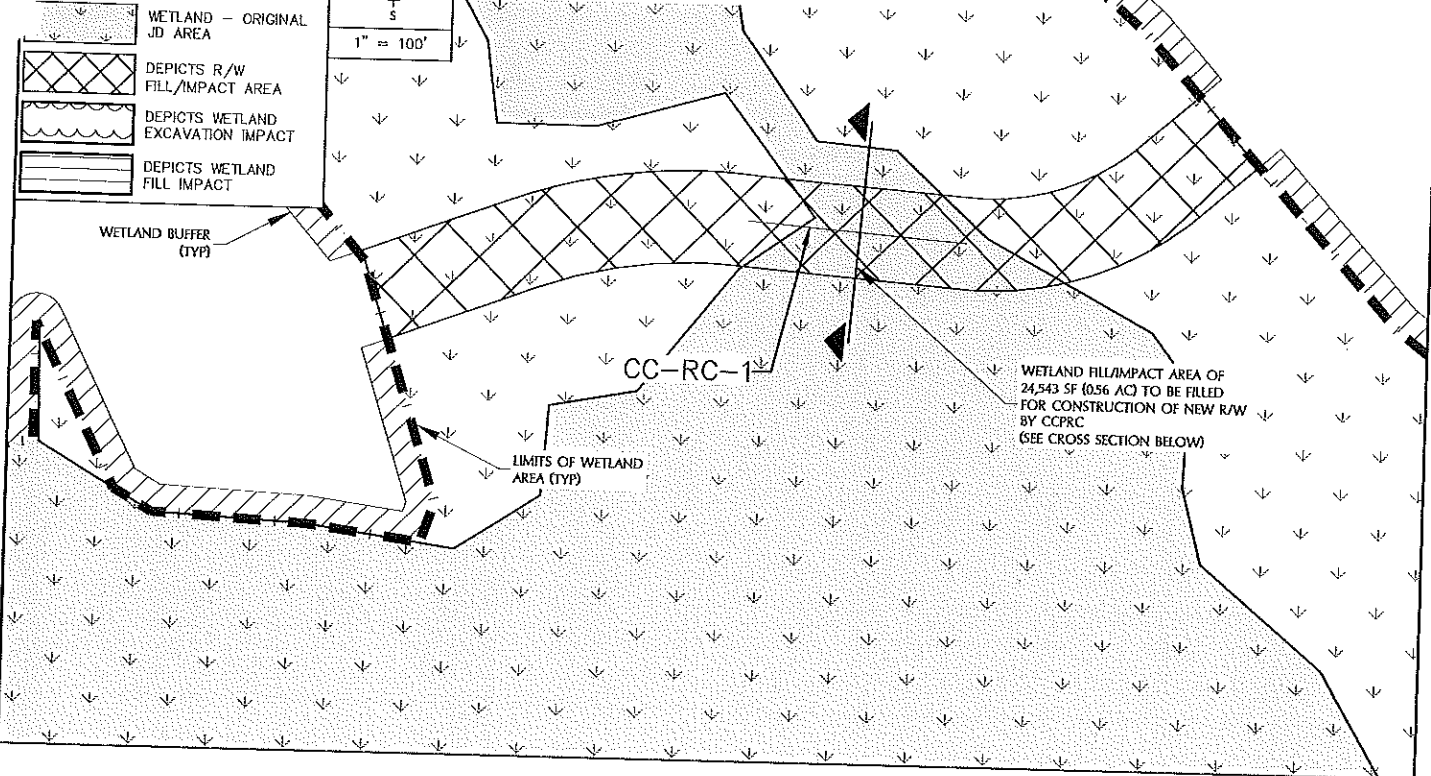 WETLAND - ORIGINAL
JD AREA
S
1" = 100'
DEPICTS R/W
FILL/IMPACT AREA
DEPICTS WETLAND
EXCAVATION IMPACT
DEPICTS WETLAND
FILL IMPACT
WETLAND BUFFER
(TYP)
CC-RC-1
WETLAND FILL/IMPACT AREA OF
24,543 SF (0.56 AC) TO BE FILLED
FOR CONSTRUCTION OF NEW R/W
BY CCPRC
(SEE CROSS SECTION BELOW)
LIMITS OF WETLAND
AREA (TYP)